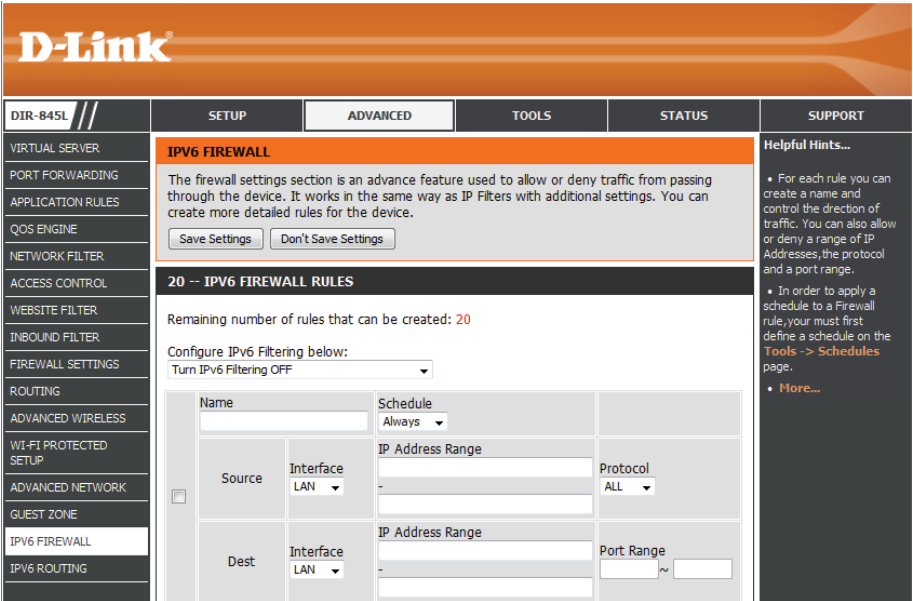 D-Link®
DIR-845L
SETUP
ADVANCED
TOOLS
STATUS
SUPPORT
VIRTUAL SERVER
PORT FORWARDING
APPLICATION RULES
QOS ENGINE
NETWORK FILTER
ACCESS CONTROL
WEBSITE FILTER
INBOUND FILTER
FIREWALL SETTINGS
ROUTING
ADVANCED WIRELESS
WI-FI PROTECTED
SETUP
ADVANCED NETWORK
GUEST ZONE
IPV6 FIREWALL
IPV6 ROUTING
IPV6 FIREWALL
The firewall settings section is an advance feature used to allow or deny traffic from passing
through the device. It works in the same way as IP Filters with additional settings. You can
create more detailed rules for the device.
Save Settings
Don't Save Settings
20 -- IPV6 FIREWALL RULES
Remaining number of rules that can be created: 20
Configure IPv6 Filtering below:
Turn IPv6 Filtering OFF
Name
Schedule
Always
Source
Interface
LAN
IP Address Range
-
Protocol
ALL
Dest
Interface
LAN
IP Address Range
-
Port Range
~
Helpful Hints...
• For each rule you can
create a name and
control the drection of
traffic. You can also allow
or deny a range of IP
Addresses,the protocol
and a port range.
• In order to apply a
schedule to a Firewall
rule,your must first
define a schedule on the
Tools -> Schedules
page.
• More...